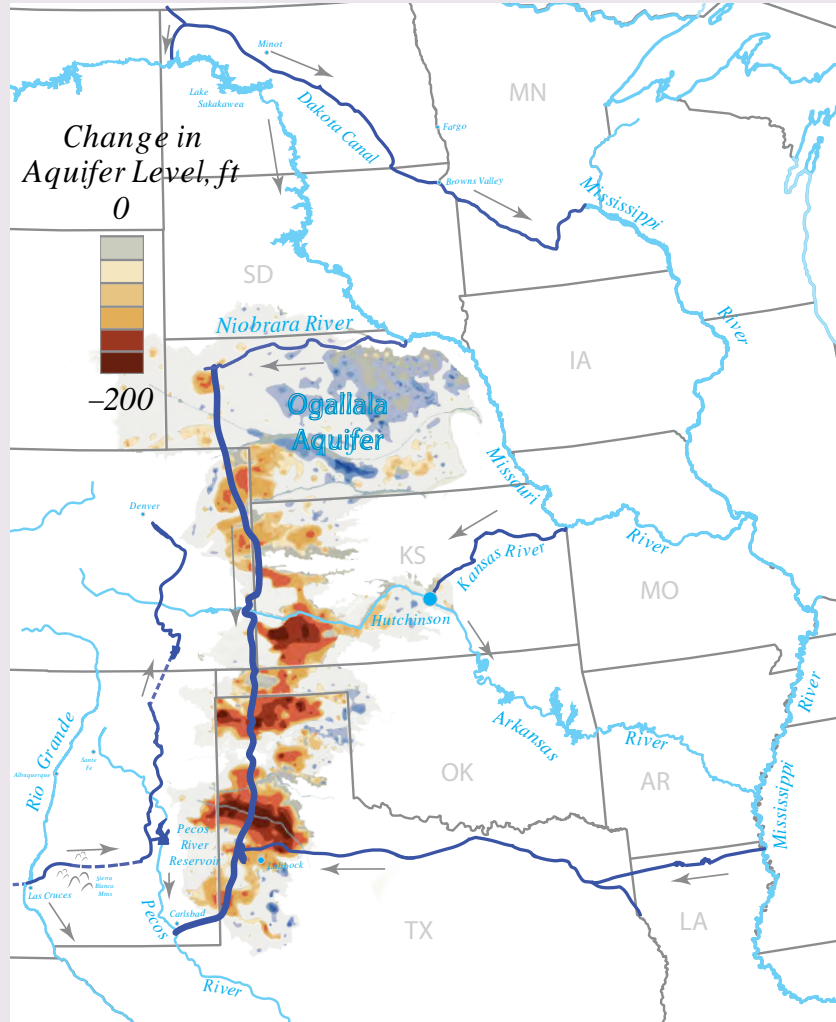 Minot
Lake
Sakakawea
MN
Change in
Aquifer Level, ft
0
Dakota Canal
Fargo
Browns Valley
Mississippi
SD
River
Niobrara River
IA
–200
Ogallala
Aquifer
Missouri
Denver
KS
Kansas River
River
MO
Hutchinson
River
Rio Grande
Arkansas
River
Sante
Fe
Albuquerque
OK
AR
Mississippi
Pecos
River
Reservoir
Lubbock
Sierra
Blanca
Mtns
Las Cruces
Pecos
Carlsbad
TX
LA
River